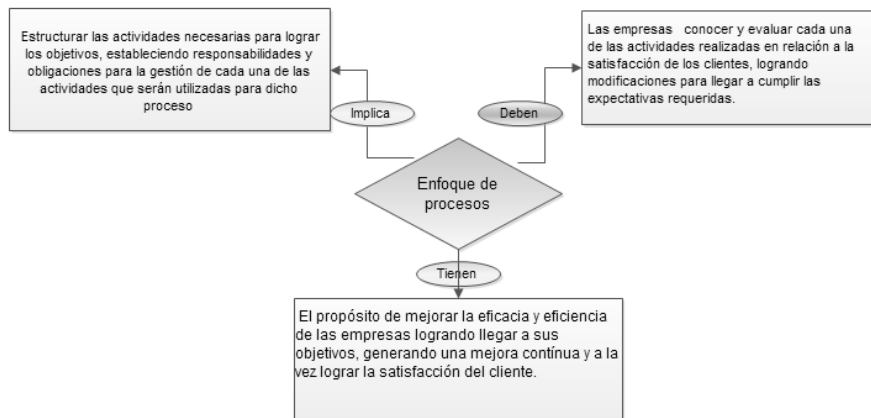 Estructurar las actividades necesarias para lograr
los objetivos, estableciendo responsabilidades y
obligaciones para la gestión de cada una de las
actividades que serán utilizadas para dicho
proceso
Las empresas conocer y evaluar cada una
de las actividades realizadas en relación a la
satisfacción de los clientes, logrando
modificaciones para llegar a cumplir las
expectativas requeridas.
Implica
Deben
Enfoque de
procesos
Tienen
El propósito de mejorar la eficacia y eficiencia
de las empresas logrando llegar a sus
objetivos, generando una mejora contínua y a la
vez lograr la satisfacción del cliente.